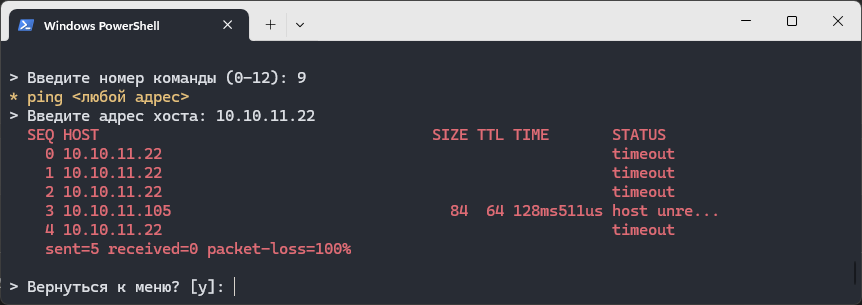 Windows PowerShell
> Введите номер команды (0-12): 9
* ping <любой адрес>
> Введите адрес хоста: 10.10.11.22
SEQ HOST SIZE TTL TIME STATUS
0 10.10.11.22 timeout
1 10.10.11.22 timeout
2 10.10.11.22 timeout
3 10.10.11.105 84 64 128ms511us host unre...
4 10.10.11.22 timeout
sent=5 received=0 packet-loss=100%
> Вернуться к меню? [y]: